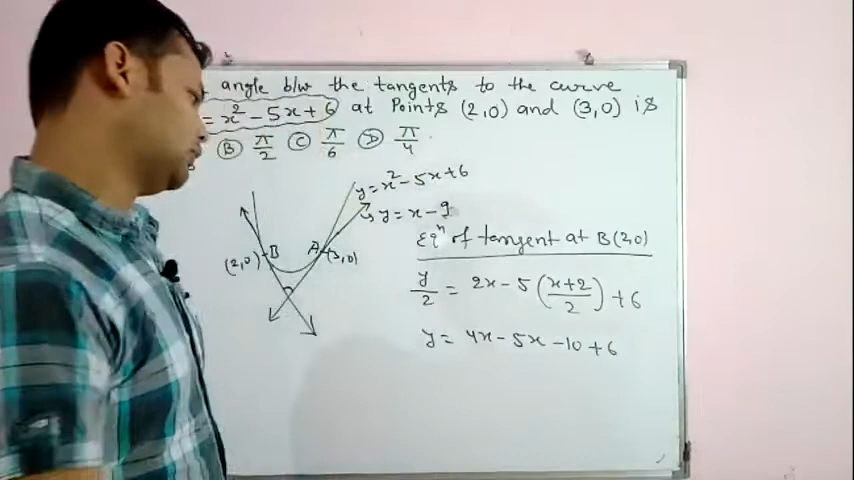 angle b/w the tangents to the curve
= x² - 5x + 6 at Points (2,0) and (3,0) is
Ⓑ π/2 Ⓒ π/6 Ⓓ π/4
y = x² - 5x + 6
↳ y = x - 9
Eqⁿ of tangent at B(2,0)
(2,0) B A (3,0)
y/2 = 2x - 5 ((x+2)/2) + 6
y = 4x - 5x - 10 + 6